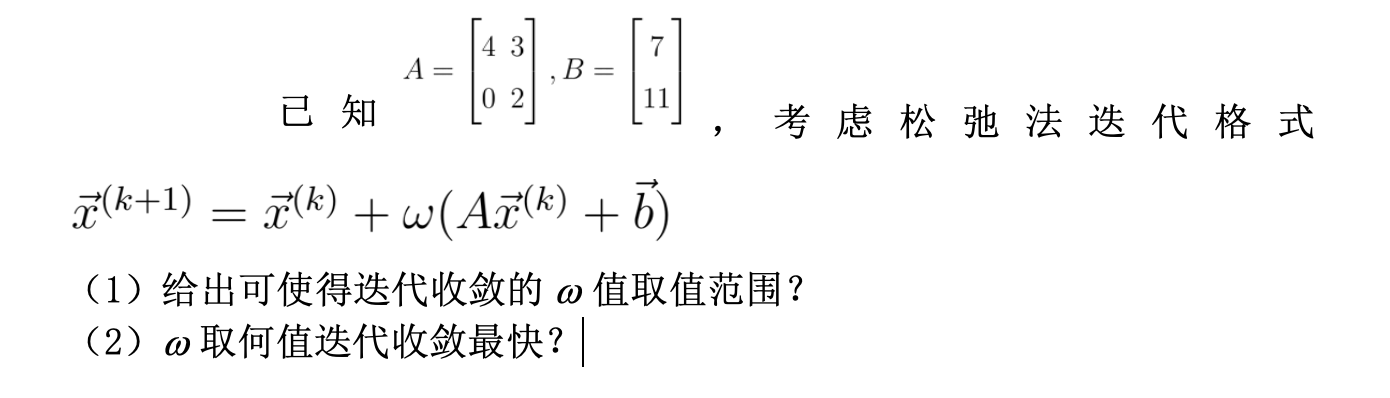 已知 A = [4 3; 0 2], B = [7; 11], 考虑松弛法迭代格式
x⃗^(k+1) = x⃗^(k) + ω(Ax⃗^(k) + b⃗)
（1）给出可使得迭代收敛的 ω 值取值范围？
（2）ω 取何值迭代收敛最快？